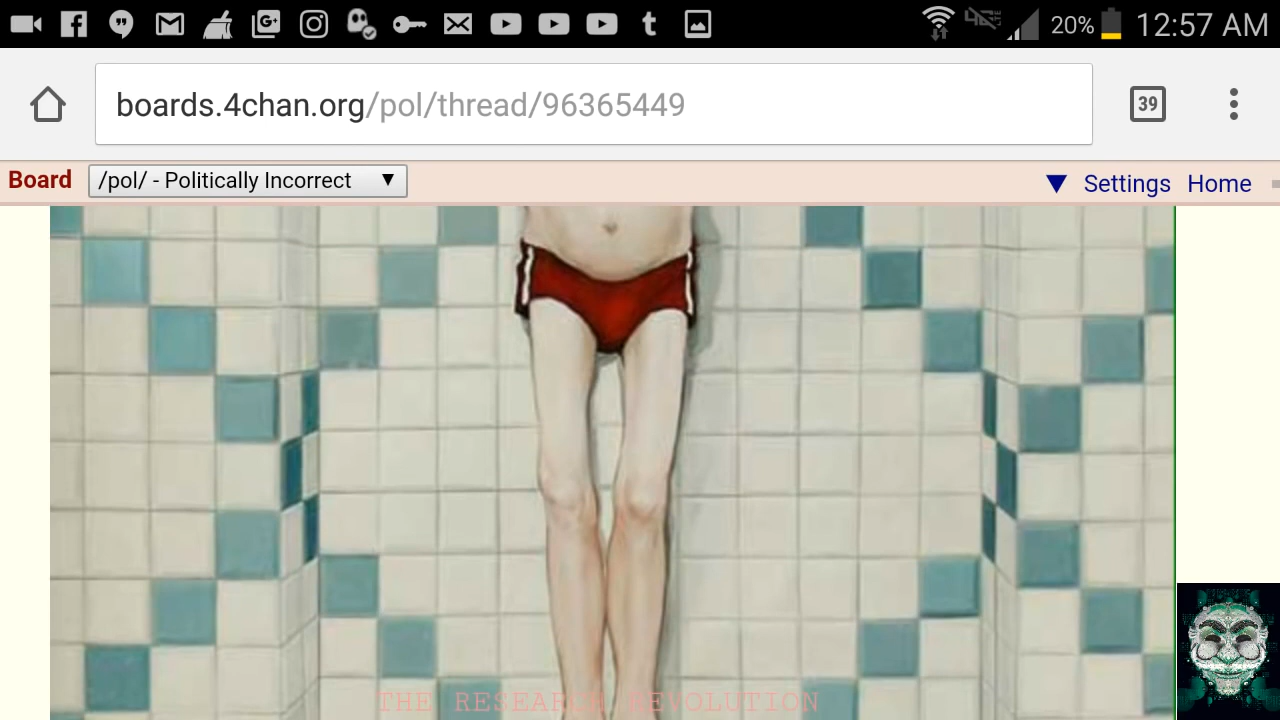 20% 12:57 AM
boards.4chan.org/pol/thread/96365449
39
Board /pol/ - Politically Incorrect ▼ ▼ Settings Home
THE RESEARCH REVOLUTION